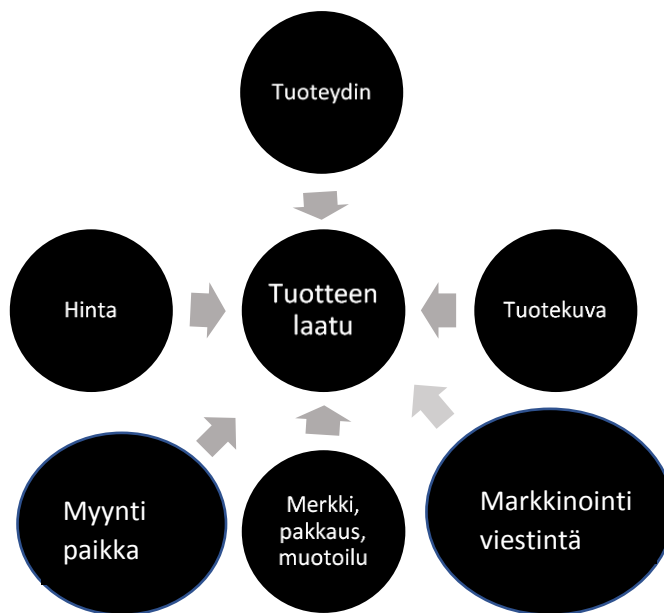 Tuoteydin
Hinta
Tuotteen
laatu
Tuotekuva
Myynti
paikka
Merkki,
pakkaus,
muotoilu
Markkinointi
viestintä